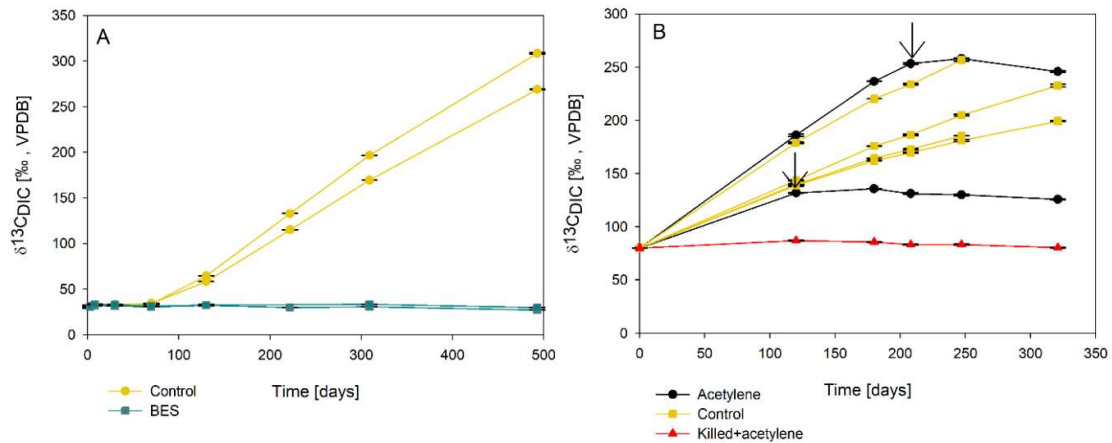 A
δ13CDIC [‰ , VPDB]
350
300
250
200
150
100
50
0
0 100 200 300 400 500
Time [days]
Control
BES
B
δ13CDIC [‰ , VPDB]
300
250
200
150
100
50
0
0 50 100 150 200 250 300 350
Time [days]
Acetylene
Control
Killed+acetylene